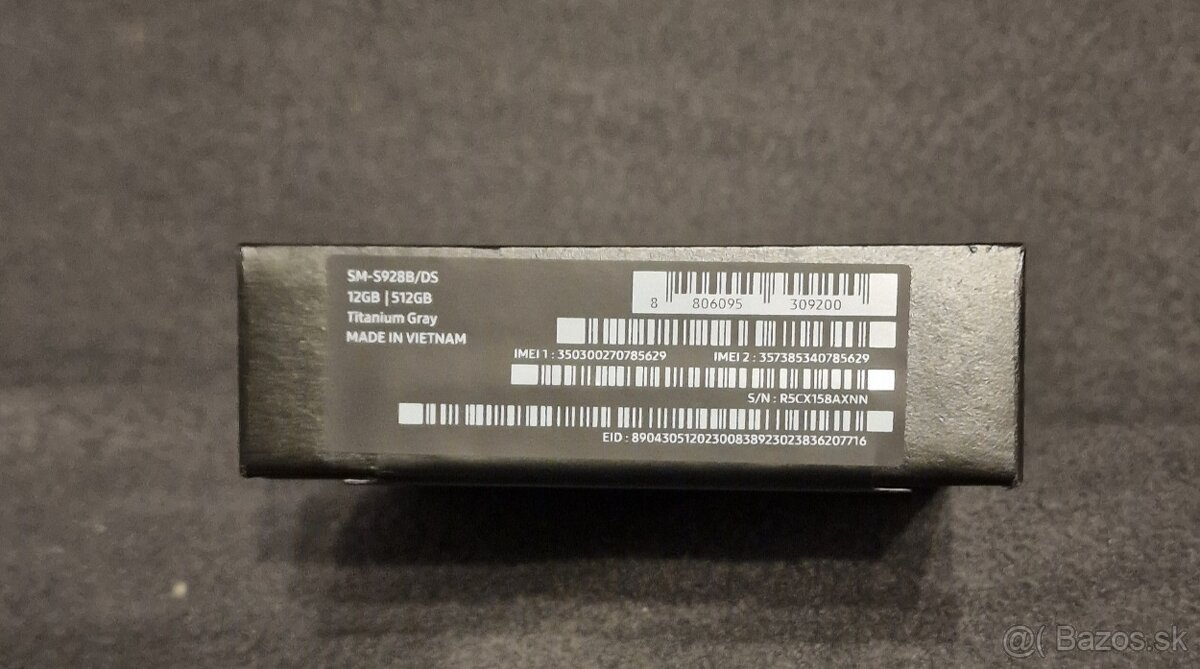 SM-S928B/DS
12GB | 512GB
Titanium Gray
MADE IN VIETNAM
8 806095 309200
IMEI 1 : 350300270785629 IMEI 2 : 357385340785629
S/N : R5CX158AXNN
EID : 89043051202300838923023836207716
@( Bazos.sk